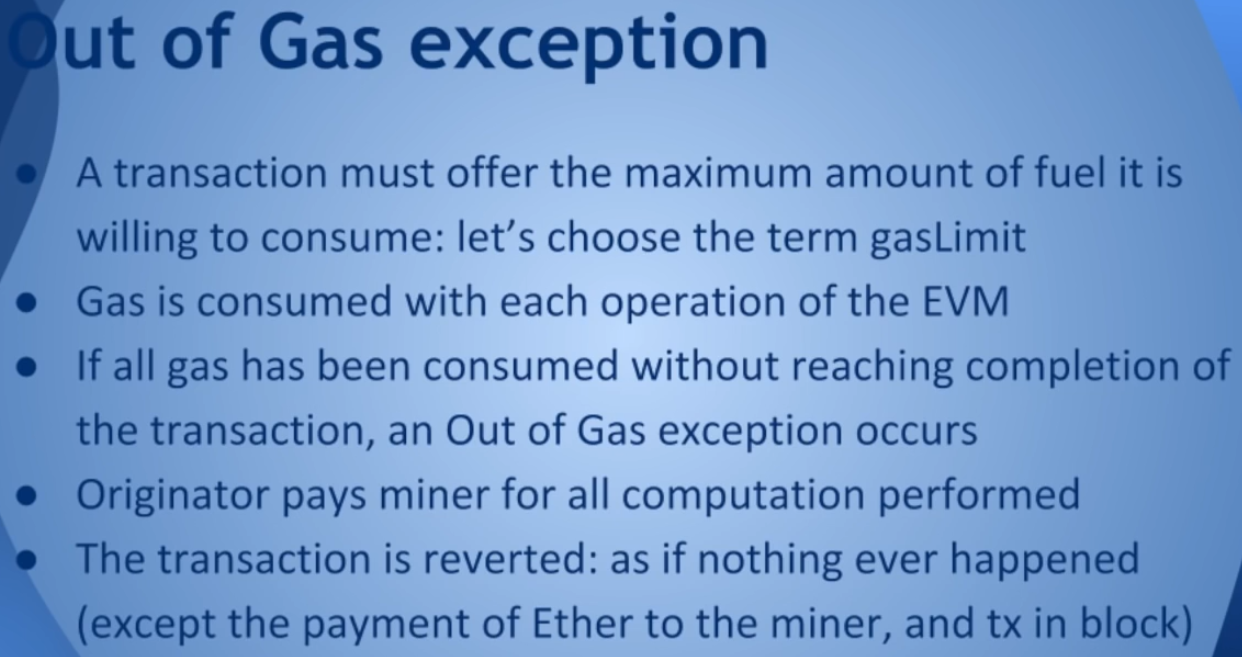 Out of Gas exception
● A transaction must offer the maximum amount of fuel it is
willing to consume: let’s choose the term gasLimit
● Gas is consumed with each operation of the EVM
● If all gas has been consumed without reaching completion of
the transaction, an Out of Gas exception occurs
● Originator pays miner for all computation performed
● The transaction is reverted: as if nothing ever happened
(except the payment of Ether to the miner, and tx in block)